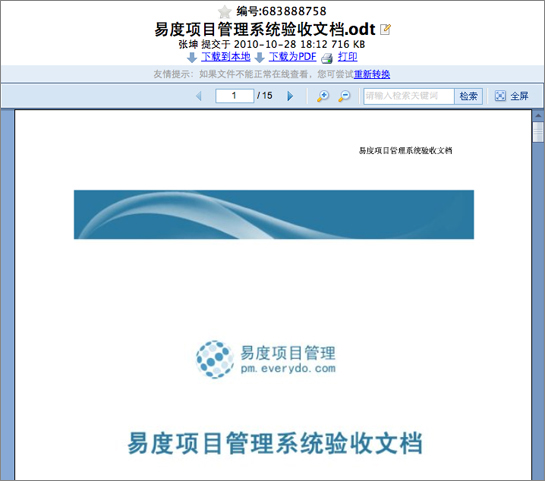 编号:683888758
易度项目管理系统验收文档.odt
张坤 提交于 2010-10-28 18:12 716 KB
下载到本地 下载为PDF 打印
友情提示: 如果文件不能正常在线查看，您可尝试重新转换
1 / 15 请输入检索关键词 检索 全屏
易度项目管理系统验收文档
易度项目管理
pm.everydo.com
易度项目管理系统验收文档